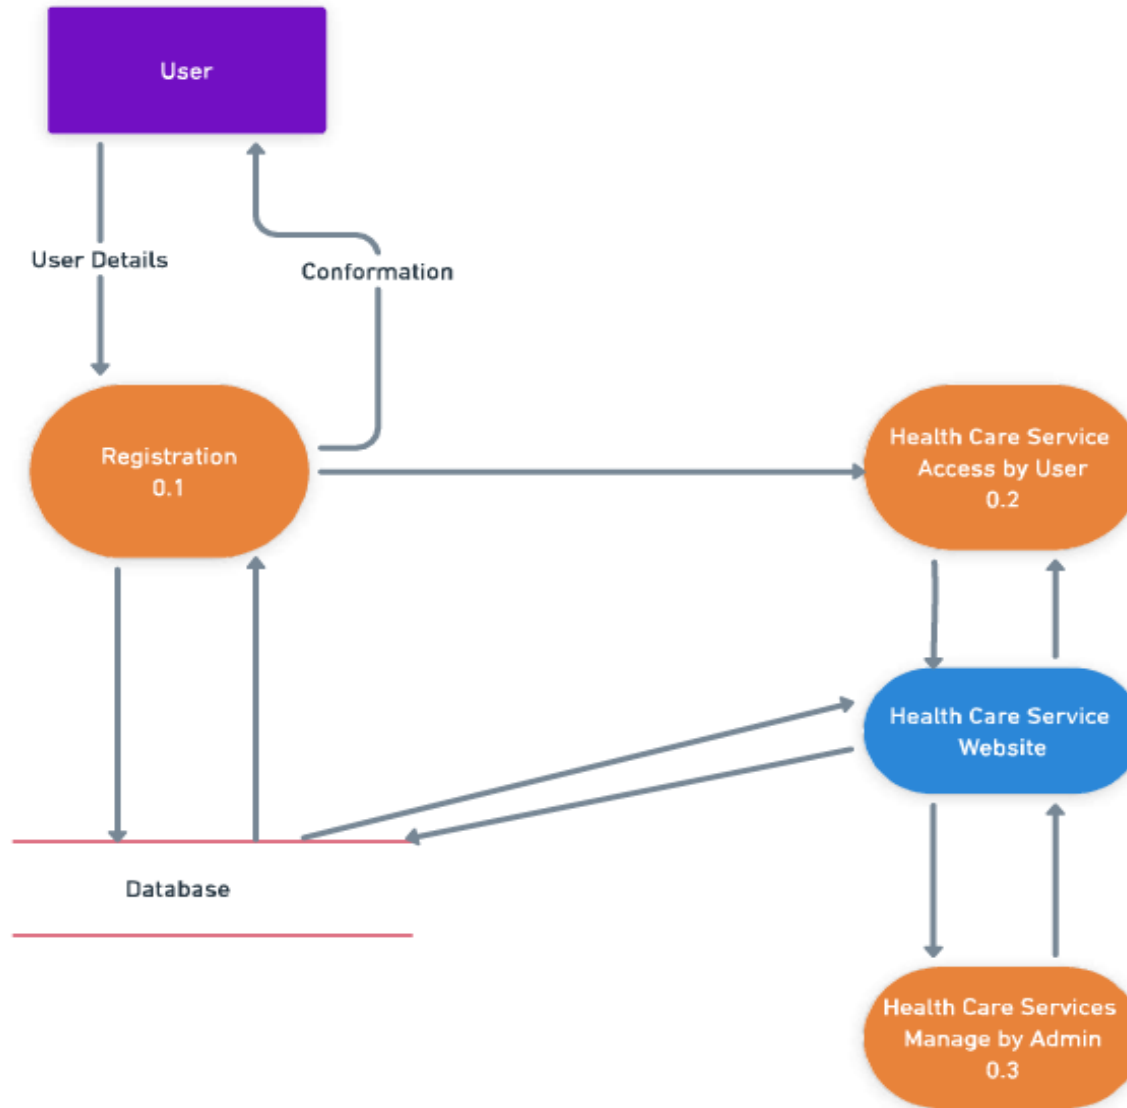 User
User Details
Conformation
Registration
0.1
Health Care Service
Access by User
0.2
Health Care Service
Website
Database
Health Care Services
Manage by Admin
0.3